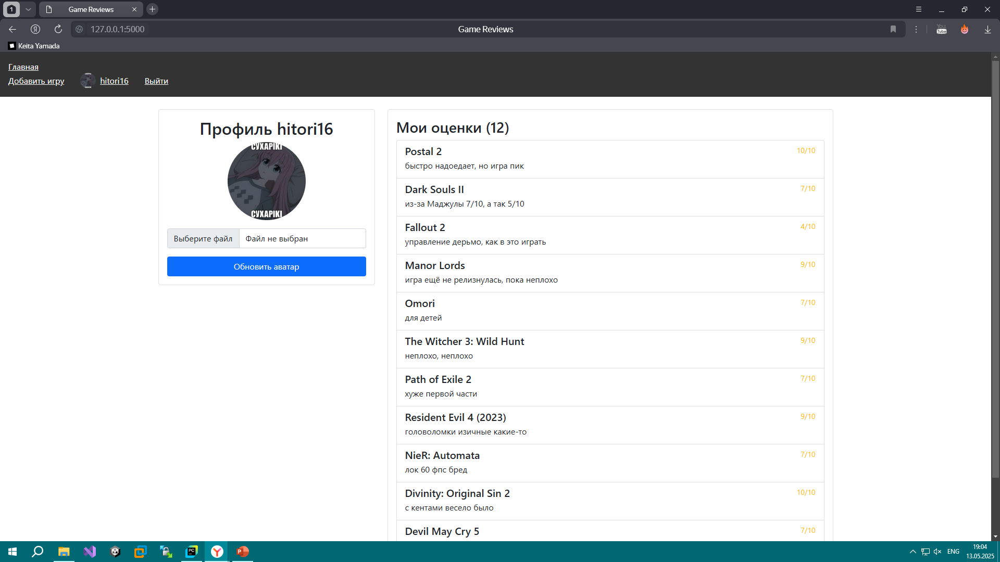 1
Game Reviews
127.0.0.1:5000
Game Reviews
You
Tube
Keita Yamada
Главная
Добавить игру
hitori16
Выйти
Профиль hitori16
СУХАРІКІ
СУХАРІКІ
Выберите файл
Файл не выбран
Обновить аватар
Мои оценки (12)
Postal 2
10/10
быстро надоедает, но игра пик
Dark Souls II
7/10
из-за Маджулы 7/10, а так 5/10
Fallout 2
4/10
управление дерьмо, как в это играть
Manor Lords
9/10
игра ещё не релизнулась, пока неплохо
Omori
7/10
для детей
The Witcher 3: Wild Hunt
9/10
неплохо, неплохо
Path of Exile 2
7/10
хуже первой части
Resident Evil 4 (2023)
9/10
головоломки изичные какие-то
NieR: Automata
7/10
лок 60 фпс бред
Divinity: Original Sin 2
10/10
с кентами весело было
Devil May Cry 5
7/10
PC
Y
P
ENG
19:04
13.05.2025